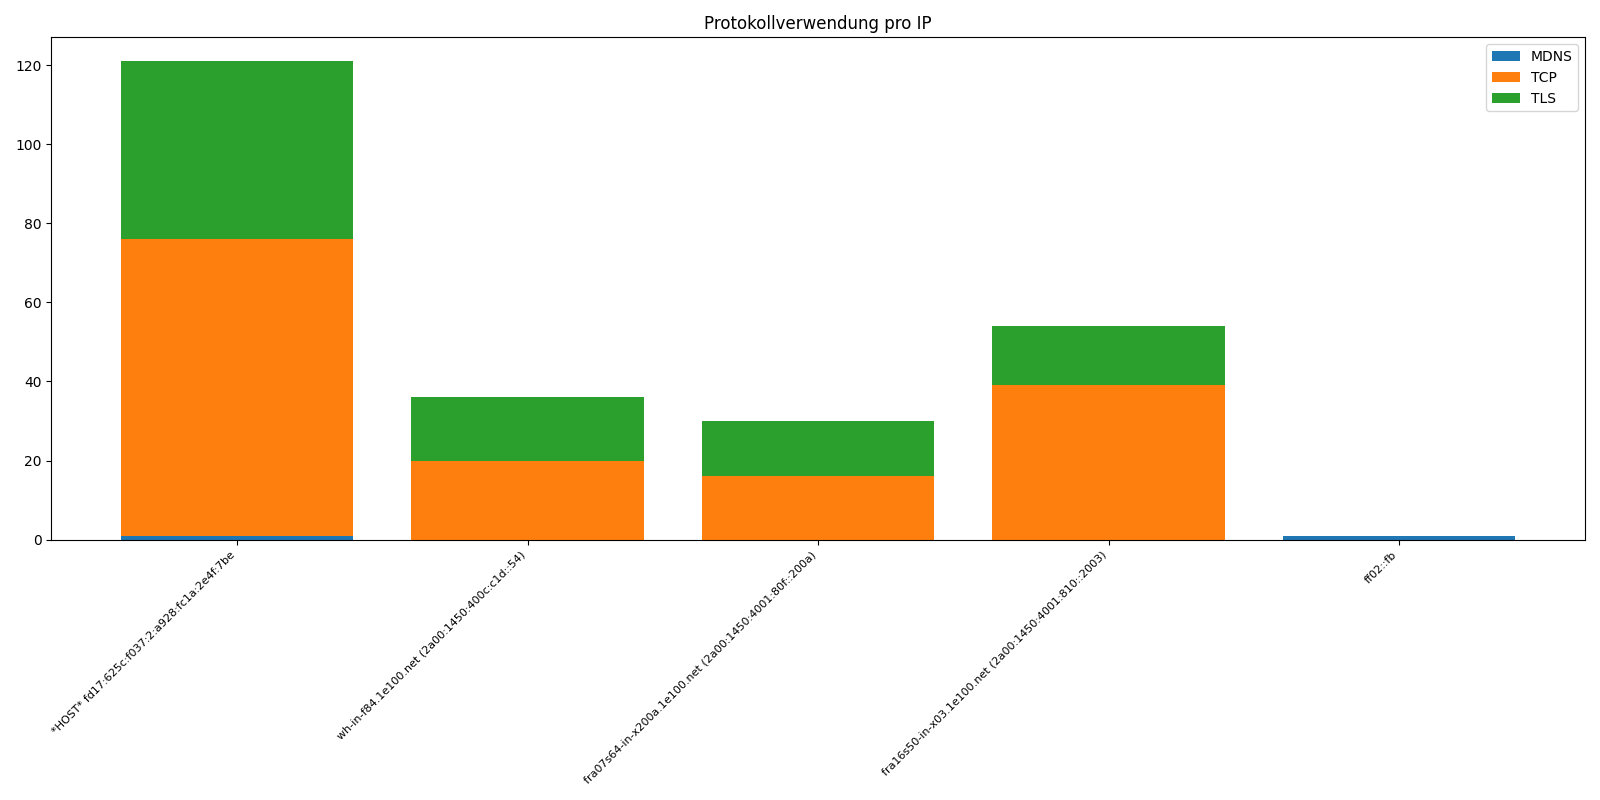 Protokollverwendung pro IP
MDNS
TCP
TLS
120
100
80
60
40
20
0
*HOST* fd17:625c:f037:2:a928:fc1a:2e4f:7be
wh-in-f84.1e100.net (2a00:1450:400c:c1d::54)
fra07s64-in-x200a.1e100.net (2a00:1450:4001:80f::200a)
fra16s50-in-x03.1e100.net (2a00:1450:4001:810::2003)
ff02::fb